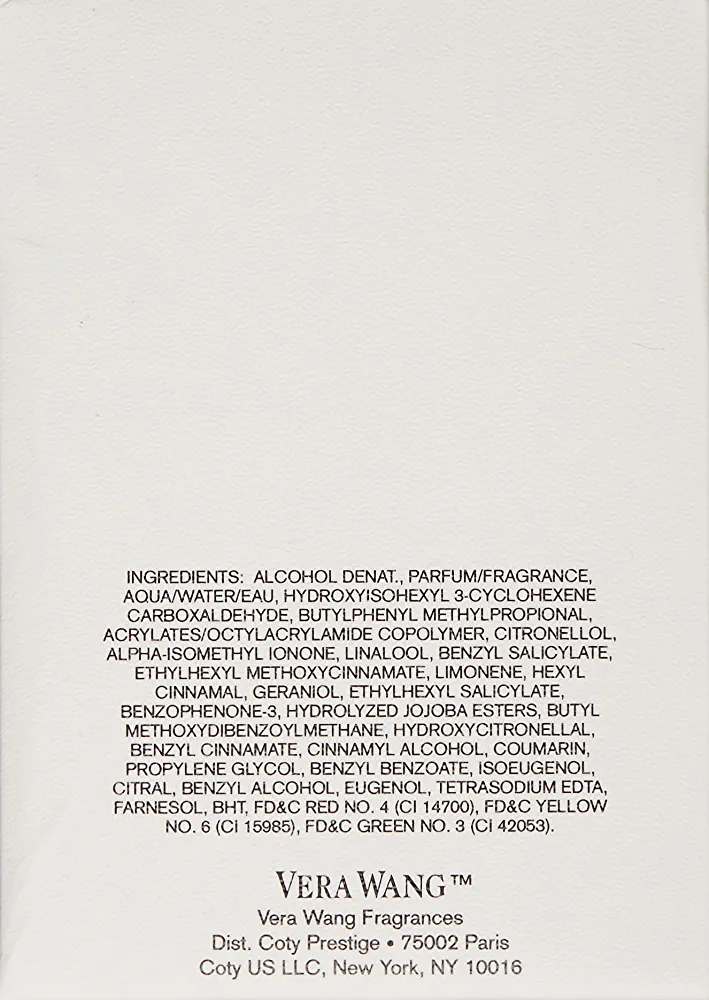 INGREDIENTS: ALCOHOL DENAT., PARFUM/FRAGRANCE,
AQUA/WATER/EAU, HYDROXYISOHEXYL 3-CYCLOHEXENE
CARBOXALDEHYDE, BUTYLPHENYL METHYLPROPIONAL,
ACRYLATES/OCTYLACRYLAMIDE COPOLYMER, CITRONELLOL,
ALPHA-ISOMETHYL IONONE, LINALOOL, BENZYL SALICYLATE,
ETHYLHEXYL METHOXYCINNAMATE, LIMONENE, HEXYL
CINNAMAL, GERANIOL, ETHYLHEXYL SALICYLATE,
BENZOPHENONE-3, HYDROLYZED JOJOBA ESTERS, BUTYL
METHOXYDIBENZOYLMETHANE, HYDROXYCITRONELLAL,
BENZYL CINNAMATE, CINNAMYL ALCOHOL, COUMARIN,
PROPYLENE GLYCOL, BENZYL BENZOATE, ISOEUGENOL,
CITRAL, BENZYL ALCOHOL, EUGENOL, TETRASODIUM EDTA,
FARNESOL, BHT, FD&C RED NO. 4 (CI 14700), FD&C YELLOW
NO. 6 (CI 15985), FD&C GREEN NO. 3 (CI 42053).
VERA WANG™
Vera Wang Fragrances
Dist. Coty Prestige • 75002 Paris
Coty US LLC, New York, NY 10016